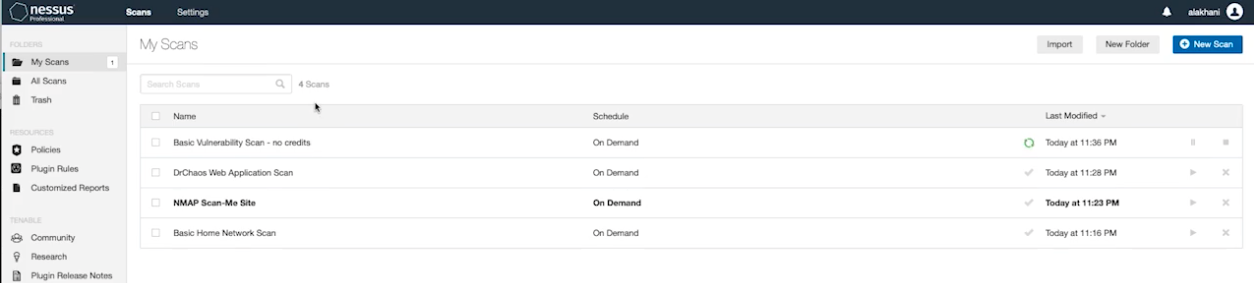 nessus Professional Scans Settings alakhani
FOLDERS
My Scans 1
All Scans
Trash
RESOURCES
Policies
Plugin Rules
Customized Reports
TENABLE
Community
Research
Plugin Release Notes
My Scans Import New Folder New Scan
Search Scans 4 Scans
Name Schedule Last Modified
Basic Vulnerability Scan - no credits On Demand Today at 11:36 PM
DrChaos Web Application Scan On Demand Today at 11:28 PM
NMAP Scan-Me Site On Demand Today at 11:23 PM
Basic Home Network Scan On Demand Today at 11:16 PM